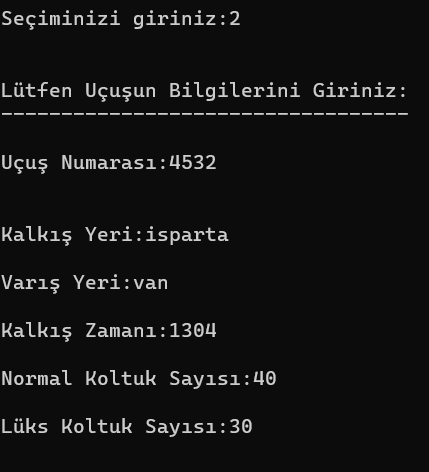 Seçiminizi giriniz:2
Lütfen Uçuşun Bilgilerini Giriniz:
----------------------------------
Uçuş Numarası:4532
Kalkış Yeri:isparta
Varış Yeri:van
Kalkış Zamanı:1304
Normal Koltuk Sayısı:40
Lüks Koltuk Sayısı:30